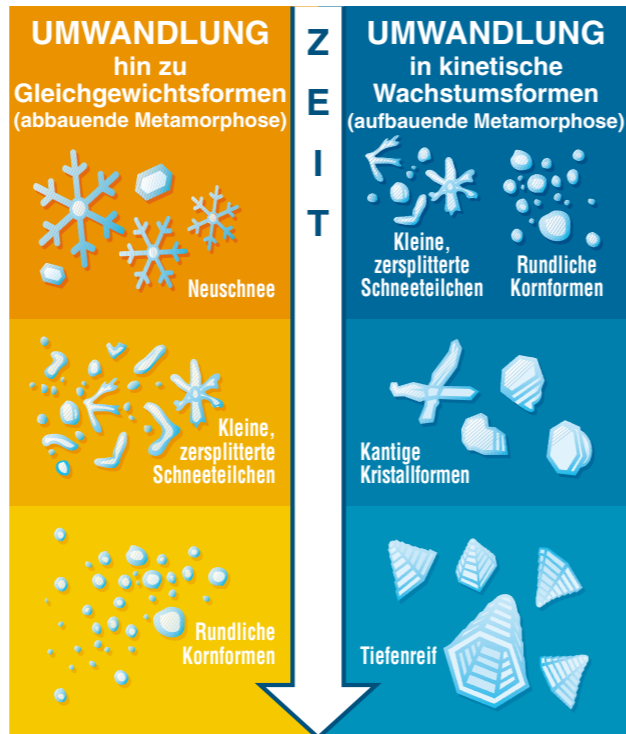 UMWANDLUNG
hin zu
Gleichgewichtsformen
(abbauende Metamorphose)
Neuschnee
Kleine,
zersplitterte
Schneeteilchen
Rundliche
Kornformen
Z
E
I
T
UMWANDLUNG
in kinetische
Wachstumsformen
(aufbauende Metamorphose)
Kleine,
zersplitterte
Schneeteilchen
Rundliche
Kornformen
Kantige
Kristallformen
Tiefenreif